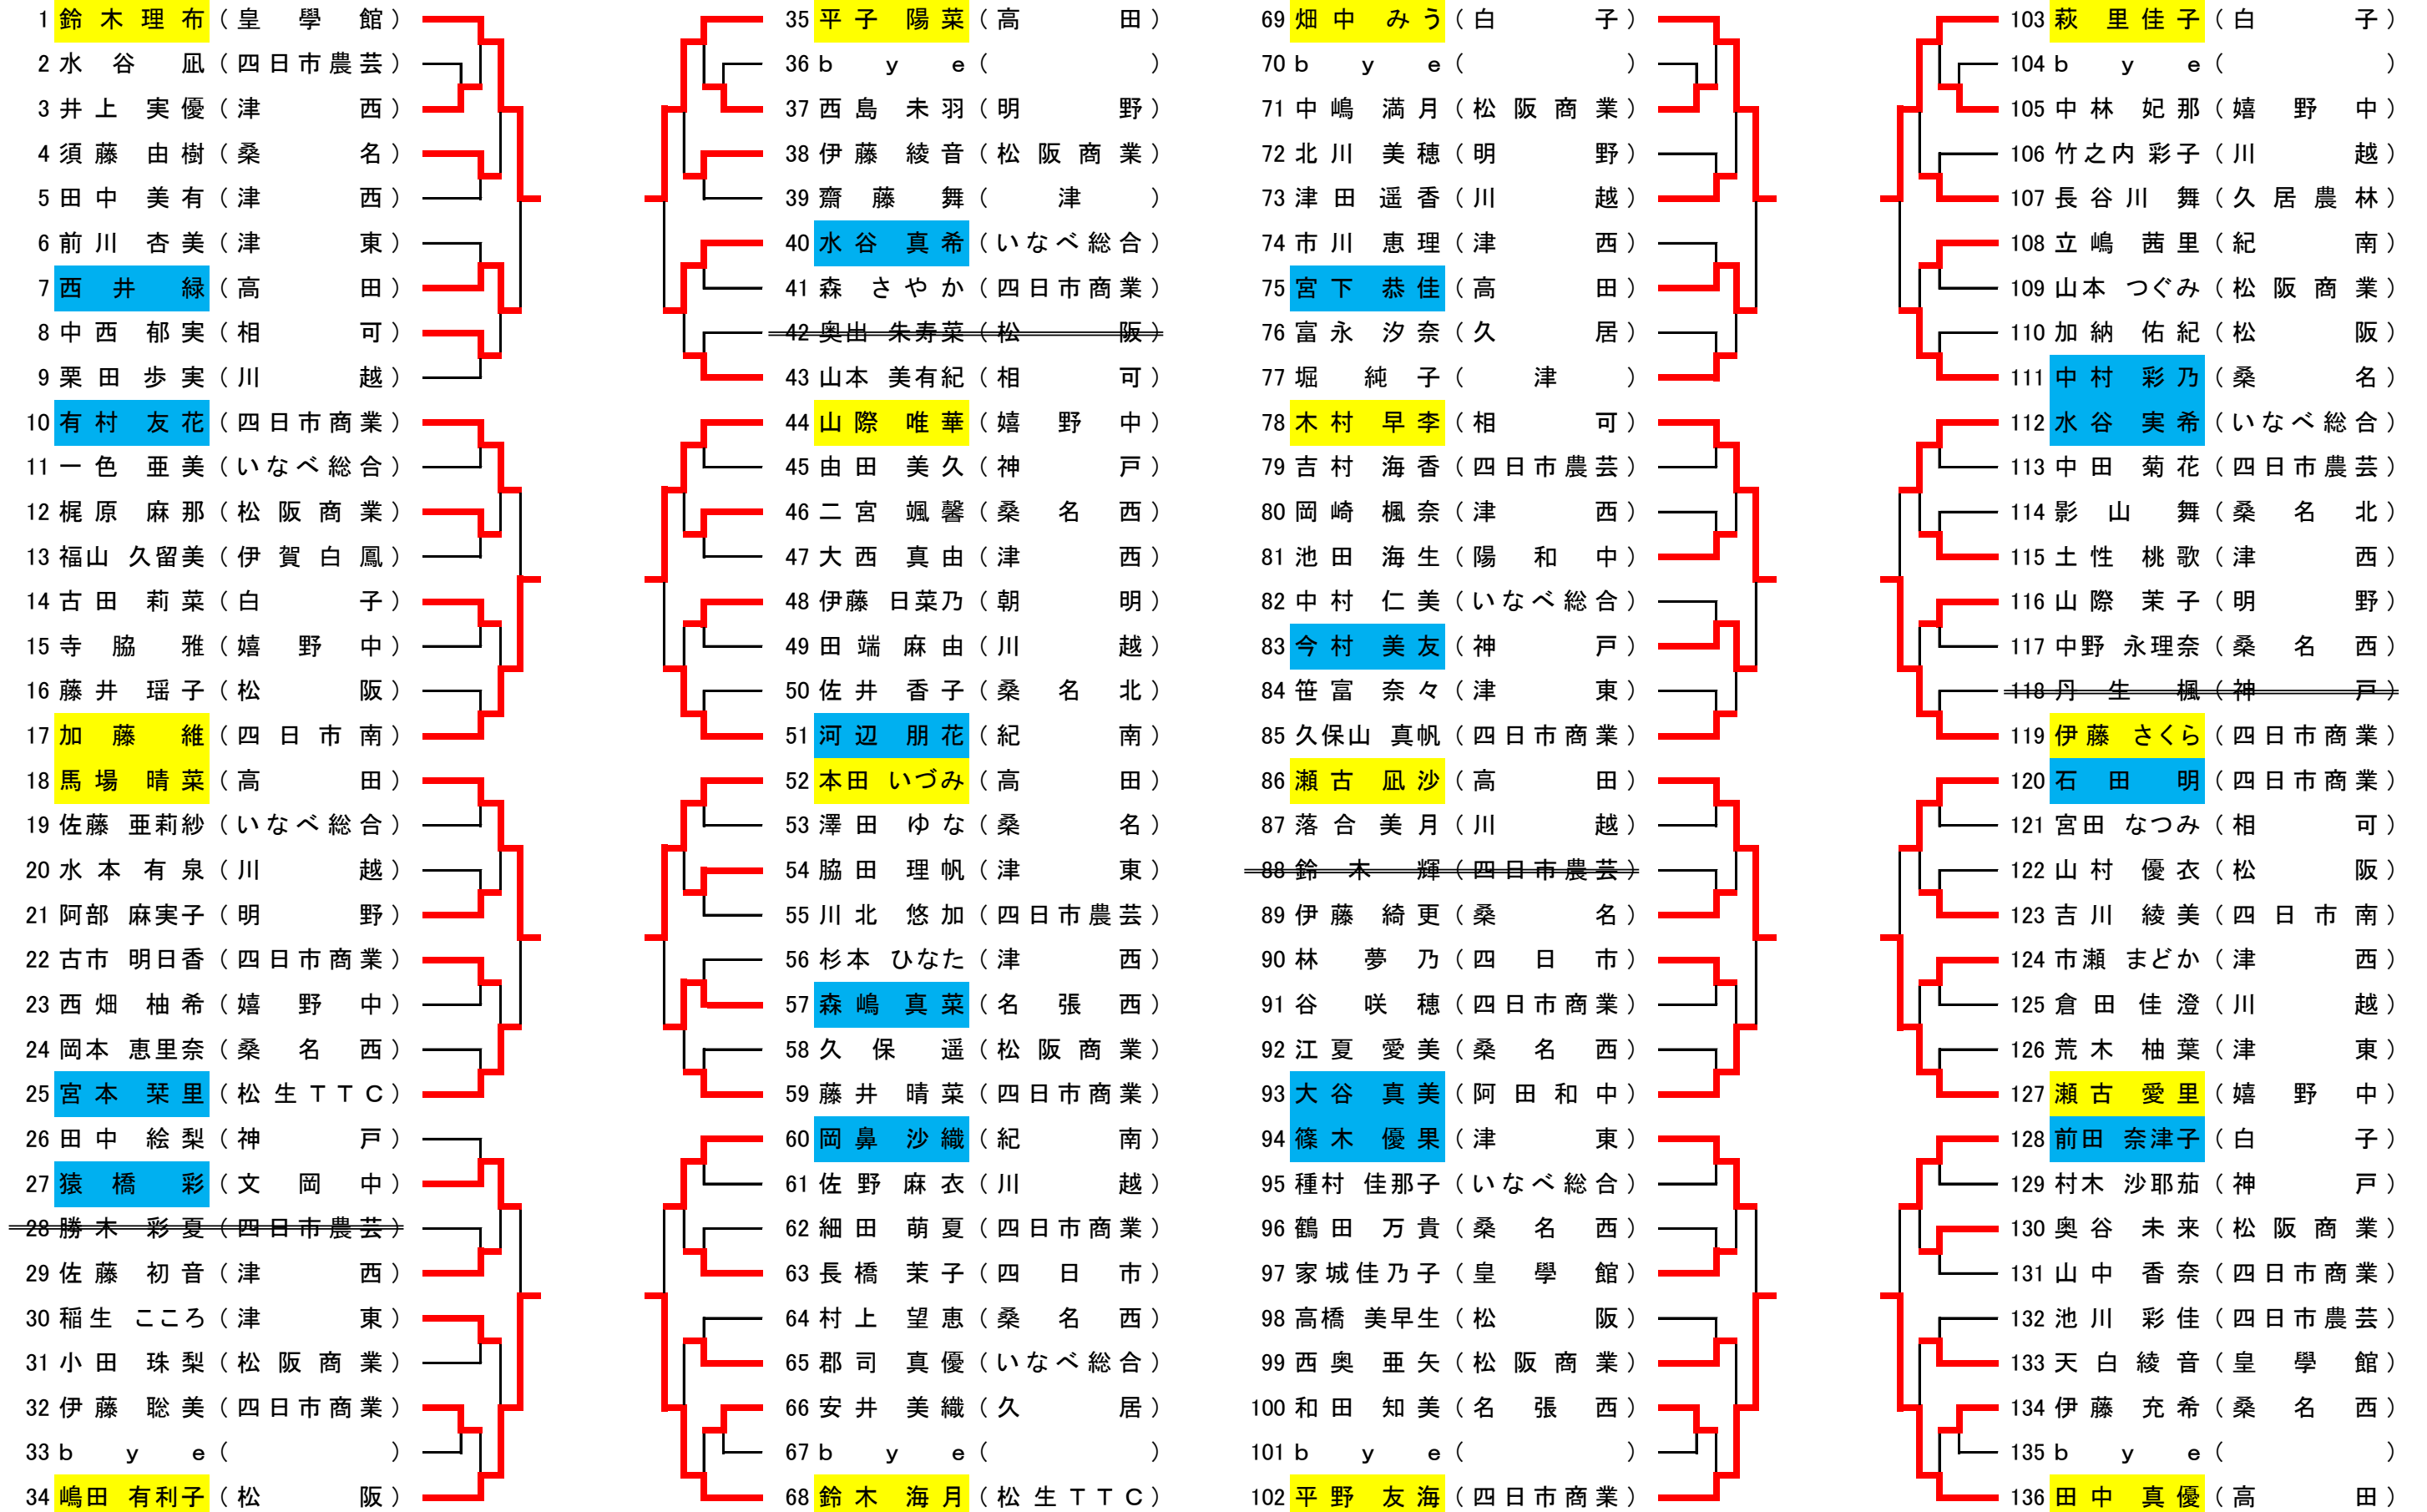 1 鈴木理布（皇學館）
2 水谷凪（四日市農芸）
3 井上実優（津西）
4 須藤由樹（桑名）
5 田中美有（津西）
6 前川杏美（津東）
7 西井緑（高田）
8 中西郁実（相可）
9 栗田歩実（川越）
10 有村友花（四日市商業）
11 一色亜美（いなべ総合）
12 梶原麻那（松阪商業）
13 福山久留美（伊賀白鳳）
14 古田莉菜（白子）
15 寺脇雅（嬉野中）
16 藤井瑶子（松阪）
17 加藤維（四日市南）
18 馬場晴菜（高田）
19 佐藤亜莉紗（いなべ総合）
20 水本有泉（川越）
21 阿部麻実子（明野）
22 古市明日香（四日市商業）
23 西畑柚希（嬉野中）
24 岡本恵里奈（桑名西）
25 宮本栞里（松生ＴＴＣ）
26 田中絵梨（神戸）
27 猿橋彩（文岡中）
28 勝木彩夏（四日市農芸）
29 佐藤初音（津西）
30 稲生こころ（津東）
31 小田珠梨（松阪商業）
32 伊藤聡美（四日市商業）
33 ｂｙｅ（）
34 嶋田有利子（松阪）
35 平子陽菜（高田）
36 ｂｙｅ（）
37 西島未羽（明野）
38 伊藤綾音（松阪商業）
39 齋藤舞（津）
40 水谷真希（いなべ総合）
41 森さやか（四日市商業）
42 奥出朱寿菜（松阪）
43 山本美有紀（相可）
44 山際唯華（嬉野中）
45 由田美久（神戸）
46 二宮颯馨（桑名西）
47 大西真由（津西）
48 伊藤日菜乃（朝明）
49 田端麻由（川越）
50 佐井香子（桑名北）
51 河辺朋花（紀南）
52 本田いづみ（高田）
53 澤田ゆな（桑名）
54 脇田理帆（津東）
55 川北悠加（四日市農芸）
56 杉本ひなた（津西）
57 森嶋真菜（名張西）
58 久保遥（松阪商業）
59 藤井晴菜（四日市商業）
60 岡鼻沙織（紀南）
61 佐野麻衣（川越）
62 細田萌夏（四日市商業）
63 長橋茉子（四日市）
64 村上望恵（桑名西）
65 郡司真優（いなべ総合）
66 安井美織（久居）
67 ｂｙｅ（）
68 鈴木海月（松生ＴＴＣ）
69 畑中みう（白子）
70 ｂｙｅ（）
71 中嶋満月（松阪商業）
72 北川美穂（明野）
73 津田遥香（川越）
74 市川恵理（津西）
75 宮下恭佳（高田）
76 富永汐奈（久居）
77 堀純子（津）
78 木村早李（相可）
79 吉村海香（四日市農芸）
80 岡崎楓奈（津西）
81 池田海生（陽和中）
82 中村仁美（いなべ総合）
83 今村美友（神戸）
84 笹富奈々（津東）
85 久保山真帆（四日市商業）
86 瀬古凪沙（高田）
87 落合美月（川越）
88 鈴木輝（四日市農芸）
89 伊藤綺更（桑名）
90 林夢乃（四日市）
91 谷咲穂（四日市商業）
92 江夏愛美（桑名西）
93 大谷真美（阿田和中）
94 篠木優果（津東）
95 種村佳那子（いなべ総合）
96 鶴田万貴（桑名西）
97 家城佳乃子（皇學館）
98 高橋美早生（松阪）
99 西奥亜矢（松阪商業）
100 和田知美（名張西）
101 ｂｙｅ（）
102 平野友海（四日市商業）
103 萩里佳子（白子）
104 ｂｙｅ（）
105 中林妃那（嬉野中）
106 竹之内彩子（川越）
107 長谷川舞（久居農林）
108 立嶋茜里（紀南）
109 山本つぐみ（松阪商業）
110 加納佑紀（松阪）
111 中村彩乃（桑名）
112 水谷実希（いなべ総合）
113 中田菊花（四日市農芸）
114 影山舞（桑名北）
115 土性桃歌（津西）
116 山際茉子（明野）
117 中野永理奈（桑名西）
118 丹生楓（神戸）
119 伊藤さくら（四日市商業）
120 石田明（四日市商業）
121 宮田なつみ（相可）
122 山村優衣（松阪）
123 吉川綾美（四日市南）
124 市瀬まどか（津西）
125 倉田佳澄（川越）
126 荒木柚葉（津東）
127 瀬古愛里（嬉野中）
128 前田奈津子（白子）
129 村木沙耶茄（神戸）
130 奥谷未来（松阪商業）
131 山中香奈（四日市商業）
132 池川彩佳（四日市農芸）
133 天白綾音（皇學館）
134 伊藤充希（桑名西）
135 ｂｙｅ（）
136 田中真優（高田）